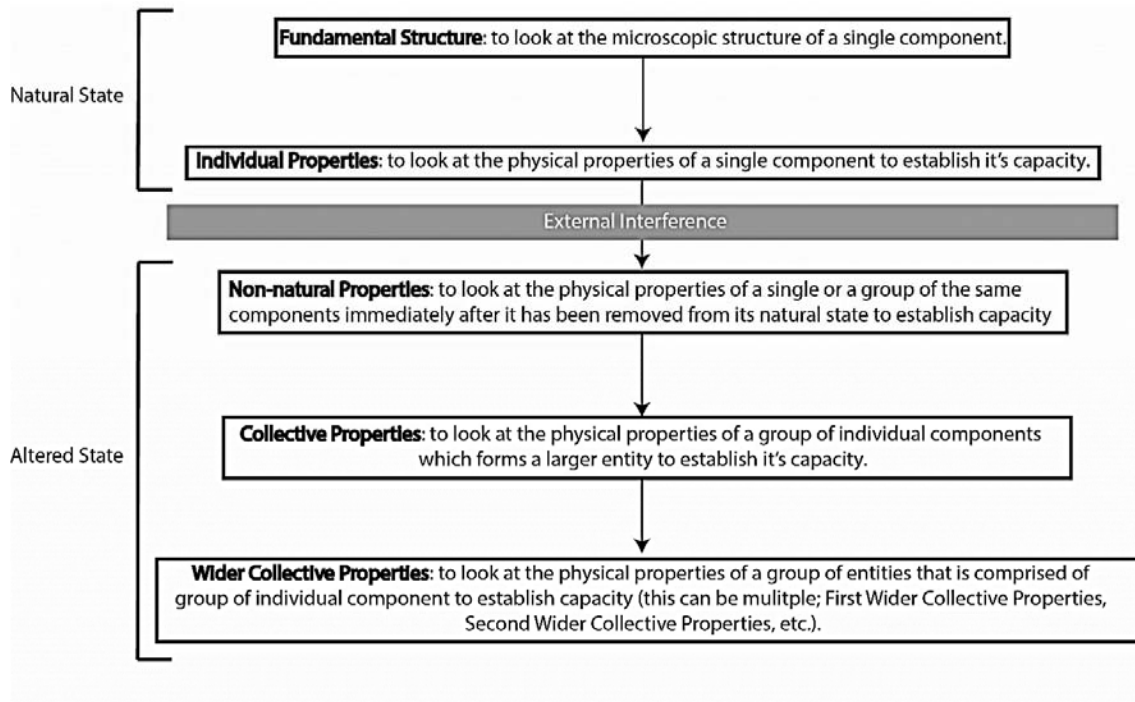 Fundamental Structure: to look at the microscopic structure of a single component.
Natural State
Individual Properties: to look at the physical properties of a single component to establish it's capacity.
External Interference
Non-natural Properties: to look at the physical properties of a single or a group of the same
components immediately after it has been removed from its natural state to establish capacity
Collective Properties: to look at the physical properties of a group of individual components
which forms a larger entity to establish it's capacity.
Altered State
Wider Collective Properties: to look at the physical properties of a group of entities that is comprised of
group of individual component to establish capacity (this can be mulitple; First Wider Collective Properties,
Second Wider Collective Properties, etc.).